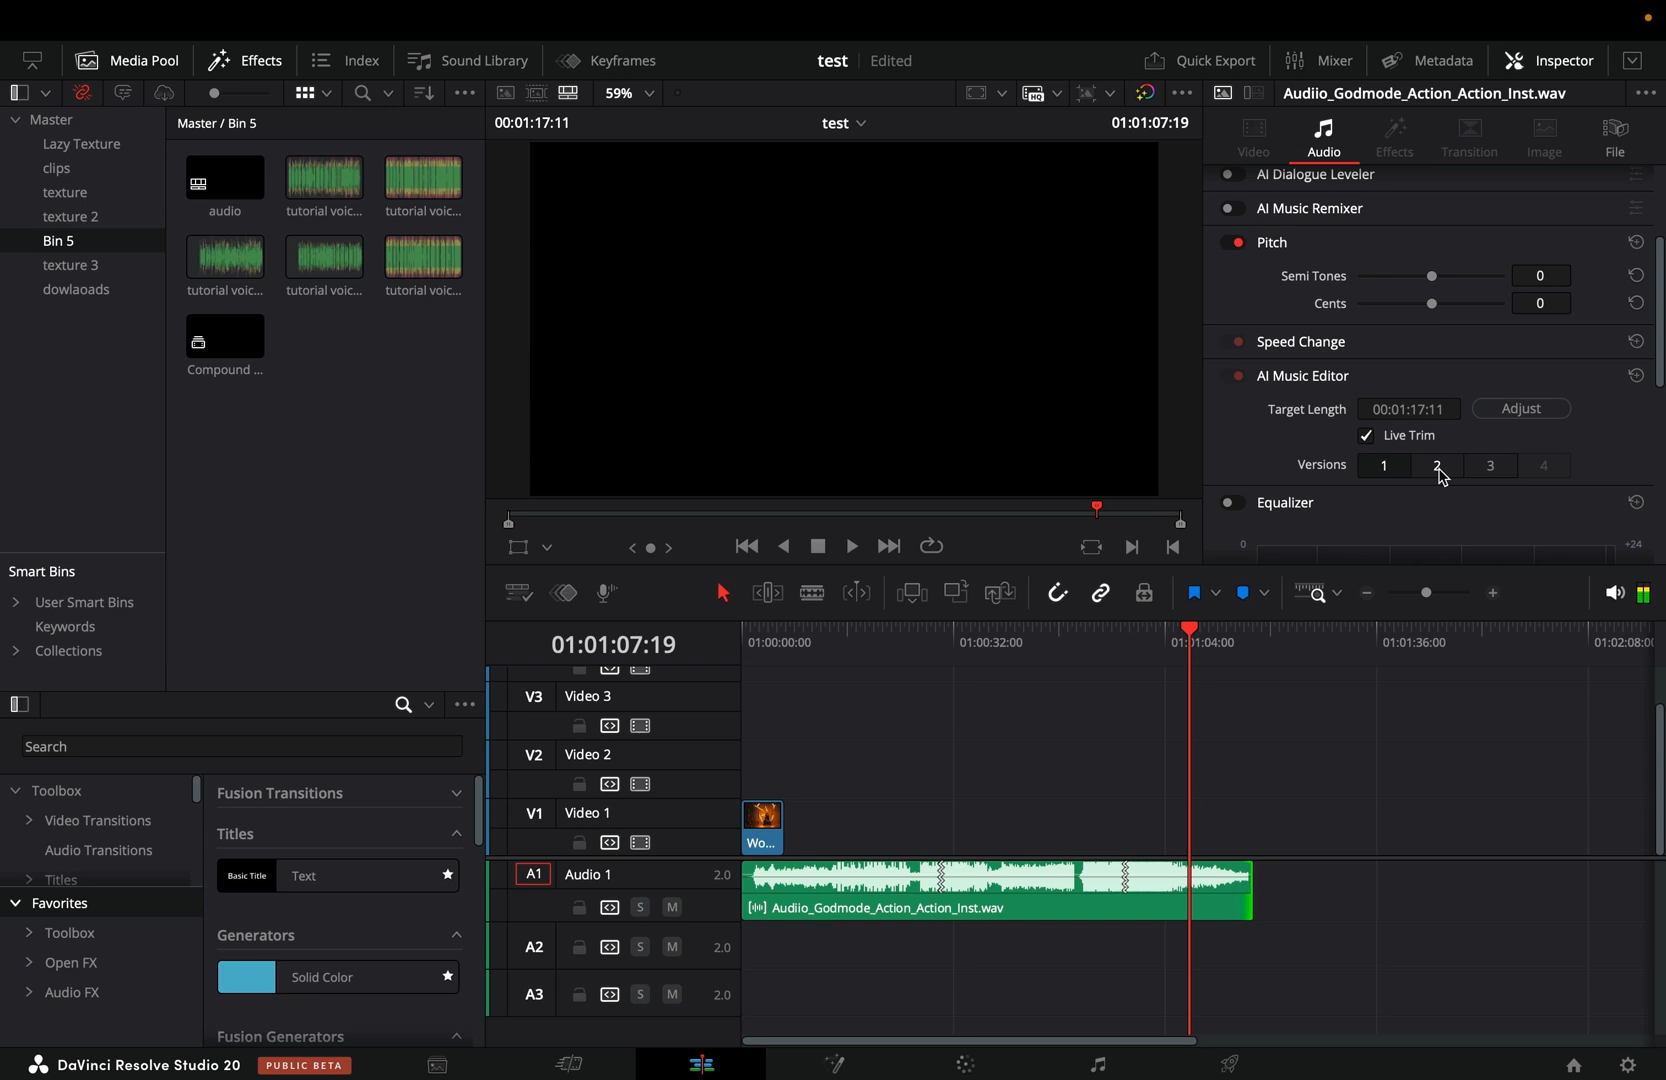 Media Pool
Effects
Index
Sound Library
Keyframes
test
Edited
Quick Export
Mixer
Metadata
Inspector
59%
Audiio_Godmode_Action_Action_Inst.wav
Master
Lazy Texture
clips
texture
texture 2
Bin 5
texture 3
dowlaoads
Master / Bin 5
audio
tutorial voic...
tutorial voic...
tutorial voic...
tutorial voic...
tutorial voic...
Compound ...
00:01:17:11
test
01:01:07:19
Video
Audio
Effects
Transition
Image
File
AI Dialogue Leveler
AI Music Remixer
Pitch
Semi Tones
0
Cents
0
Speed Change
AI Music Editor
Target Length
00:01:17:11
Adjust
Live Trim
Versions
1
2
3
4
Equalizer
0
+24
Smart Bins
User Smart Bins
Keywords
Collections
Search
Toolbox
Video Transitions
Audio Transitions
Titles
Favorites
Toolbox
Open FX
Audio FX
Fusion Transitions
Titles
Basic Title
Text
Generators
Solid Color
Fusion Generators
01:01:07:19
01:00:00:00
01:00:32:00
01:01:04:00
01:01:36:00
01:02:08:00
V3
Video 3
V2
Video 2
V1
Video 1
Wo...
A1
Audio 1
2.0
S
M
Audiio_Godmode_Action_Action_Inst.wav
A2
S
M
2.0
A3
S
M
2.0
DaVinci Resolve Studio 20
PUBLIC BETA